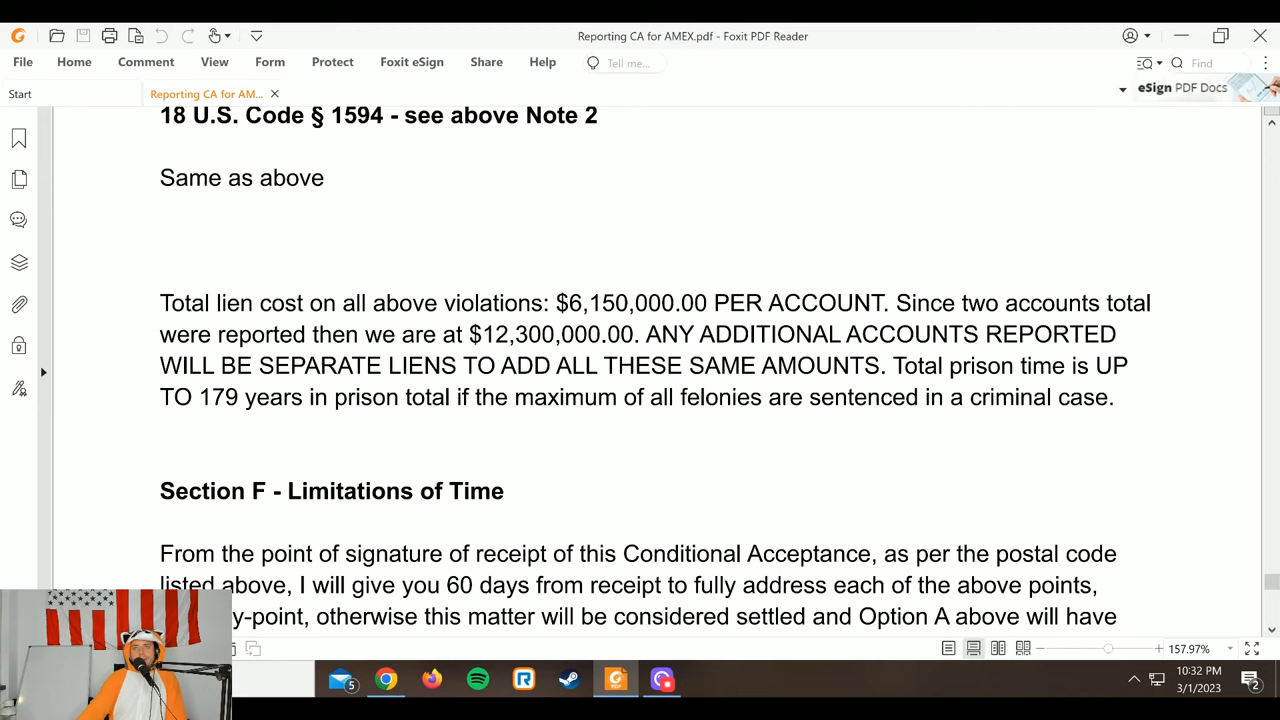 Reporting CA for AMEX.pdf - Foxit PDF Reader
File Home Comment View Form Protect Foxit eSign Share Help Tell me... Find
Start Reporting CA for AM... eSign PDF Docs
18 U.S. Code § 1594 - see above Note 2
Same as above
Total lien cost on all above violations: $6,150,000.00 PER ACCOUNT. Since two accounts total
were reported then we are at $12,300,000.00. ANY ADDITIONAL ACCOUNTS REPORTED
WILL BE SEPARATE LIENS TO ADD ALL THESE SAME AMOUNTS. Total prison time is UP
TO 179 years in prison total if the maximum of all felonies are sentenced in a criminal case.
Section F - Limitations of Time
From the point of signature of receipt of this Conditional Acceptance, as per the postal code
listed above, I will give you 60 days from receipt to fully address each of the above points,
y-point, otherwise this matter will be considered settled and Option A above will have
157.97%
5
10:32 PM
3/1/2023
2